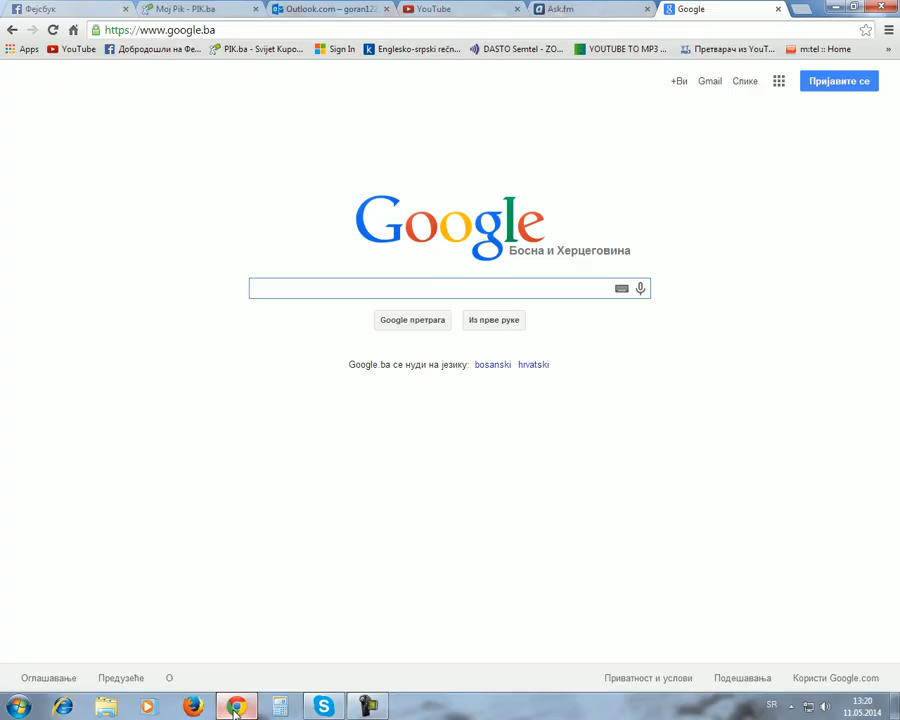 Фејсбук
Moj Pik - PIK.ba
Outlook.com – goran122
YouTube
Ask.fm
Google
https://www.google.ba
Apps
YouTube
Добродошли на Фе...
PIK.ba - Svijet Kupo...
Sign In
Englesko-srpski rečn...
DASTO Semtel - ZO...
YOUTUBE TO MP3 ...
Претварач из YouT...
m:tel :: Home
»
+Ви
Gmail
Слике
Пријавите се
Google
Босна и Херцеговина
Google претрага
Из прве руке
Google.ba се нуди на језику: bosanski hrvatski
Оглашавање
Предузеће
О
Приватност и услови
Подешавања
Користи Google.com
SR
13:20
11.05.2014